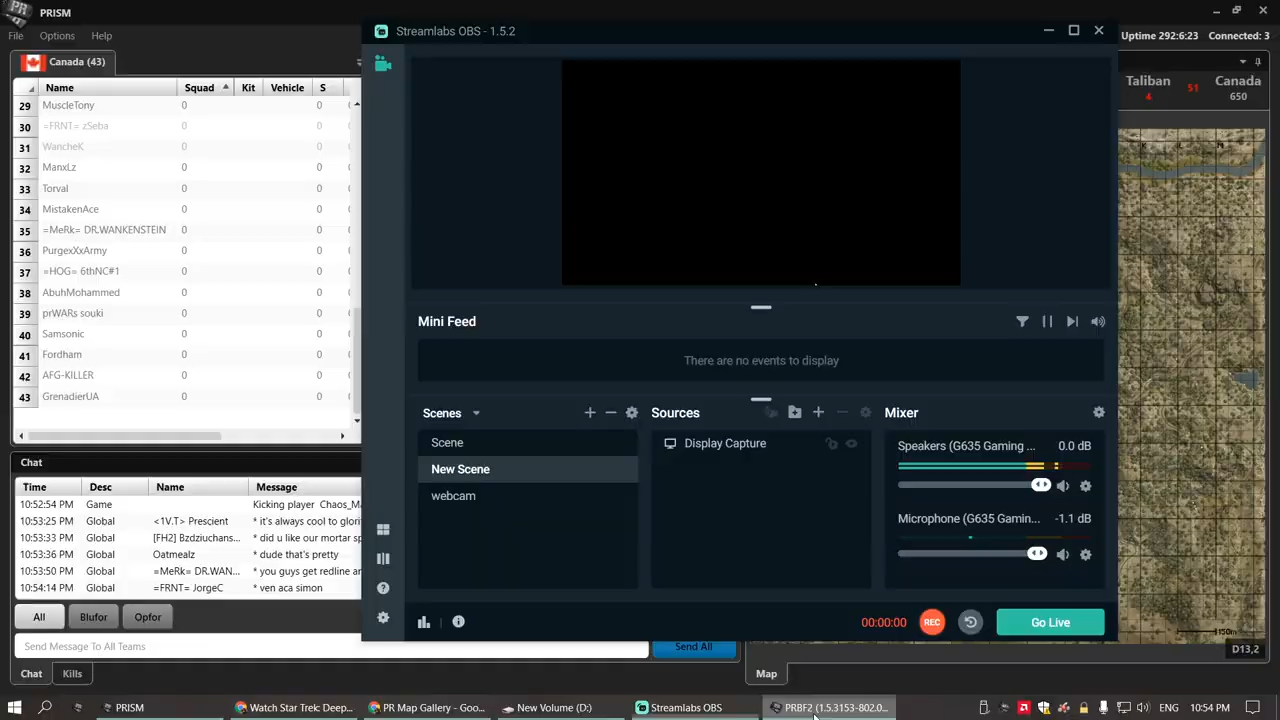 PR PRISM
File Options Help
Canada (43)
Name Squad Kit Vehicle S
29 MuscleTony 0 0
30 =FRNT= zSeba 0 0
31 WancheK 0 0
32 ManxLz 0 0
33 Torval 0 0
34 MistakenAce 0 0
35 =MeRk= DR.WANKENSTEIN 0 0
36 PurgexXxArmy 0 0
37 =HOG= 6thNC#1 0 0
38 AbuhMohammed 0 0
39 prWARs souki 0 0
40 Samsonic 0 0
41 Fordham 0 0
42 AFG-KILLER 0 0
43 GrenadierUA 0 0
Chat
Time Desc Name Message
10:52:54 PM Game Kicking player Chaos_M
10:53:25 PM Global <1V.T> Prescient * it's always cool to glori
10:53:33 PM Global [FH2] Bzdziuchans... * did u like our mortar sp
10:53:36 PM Global Oatmealz * dude that's pretty
10:53:50 PM Global =MeRk= DR.WAN... * you guys get redline ar
10:54:14 PM Global =FRNT= JorgeC * ven aca simon
All Blufor Opfor
Send Message To All Teams Send All
Chat Kills
Streamlabs OBS - 1.5.2
Mini Feed
There are no events to display
Scenes
Scene
New Scene
webcam
Sources
Display Capture
Mixer
Speakers (G635 Gaming ... 0.0 dB
Microphone (G635 Gamin... -1.1 dB
00:00:00 REC Go Live
Uptime 292:6:23 Connected: 3
Taliban 51 Canada
4 650
K L M
150m
D13,2
Map
PRISM Watch Star Trek: Deep... PR Map Gallery - Goo... New Volume (D:) Streamlabs OBS PRBF2 (1.5.3153-802.0... ENG 10:54 PM